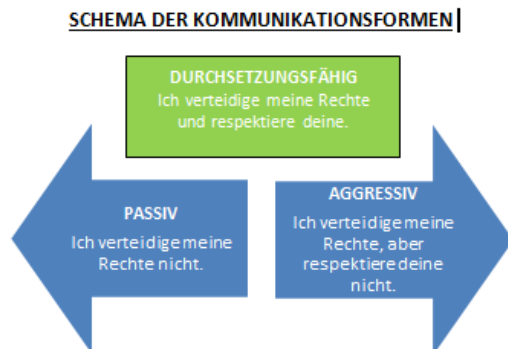 SCHEMA DER KOMMUNIKATIONSFORMEN
DURCHSETZUNGSFÄHIG
Ich verteidige meine Rechte
und respektiere deine.
PASSIV
Ich verteidige meine
Rechte nicht.
AGGRESSIV
Ich verteidige meine
Rechte, aber
respektiere deine
nicht.